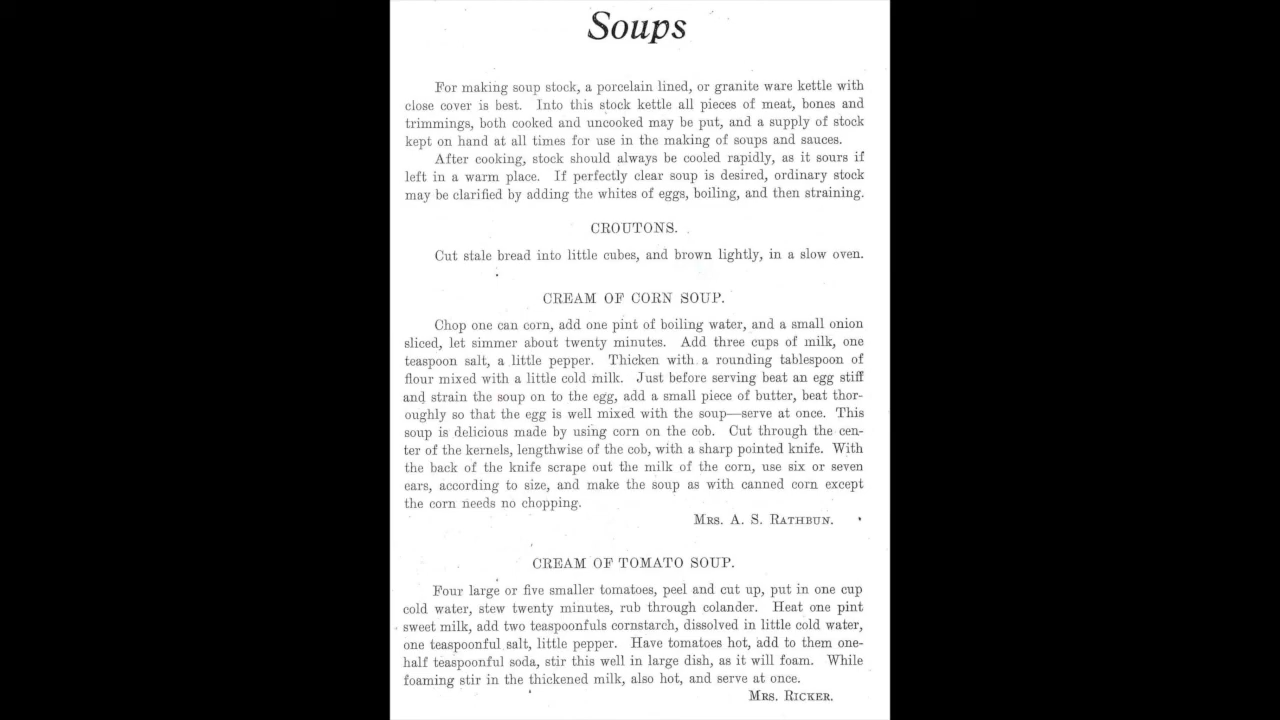 Soups
For making soup stock, a porcelain lined, or granite ware kettle with
close cover is best. Into this stock kettle all pieces of meat, bones and
trimmings, both cooked and uncooked may be put, and a supply of stock
kept on hand at all times for use in the making of soups and sauces.
After cooking, stock should always be cooled rapidly, as it sours if
left in a warm place. If perfectly clear soup is desired, ordinary stock
may be clarified by adding the whites of eggs, boiling, and then straining.
CROUTONS.
Cut stale bread into little cubes, and brown lightly, in a slow oven.
CREAM OF CORN SOUP.
Chop one can corn, add one pint of boiling water, and a small onion
sliced, let simmer about twenty minutes. Add three cups of milk, one
teaspoon salt, a little pepper. Thicken with a rounding tablespoon of
flour mixed with a little cold milk. Just before serving beat an egg stiff
and strain the soup on to the egg, add a small piece of butter, beat thor-
oughly so that the egg is well mixed with the soup—serve at once. This
soup is delicious made by using corn on the cob. Cut through the cen-
ter of the kernels, lengthwise of the cob, with a sharp pointed knife. With
the back of the knife scrape out the milk of the corn, use six or seven
ears, according to size, and make the soup as with canned corn except
the corn needs no chopping.
MRS. A. S. RATHBUN.
CREAM OF TOMATO SOUP.
Four large or five smaller tomatoes, peel and cut up, put in one cup
cold water, stew twenty minutes, rub through colander. Heat one pint
sweet milk, add two teaspoonfuls cornstarch, dissolved in little cold water,
one teaspoonful salt, little pepper. Have tomatoes hot, add to them one-
half teaspoonful soda, stir this well in large dish, as it will foam. While
foaming stir in the thickened milk, also hot, and serve at once.
MRS. RICKER.